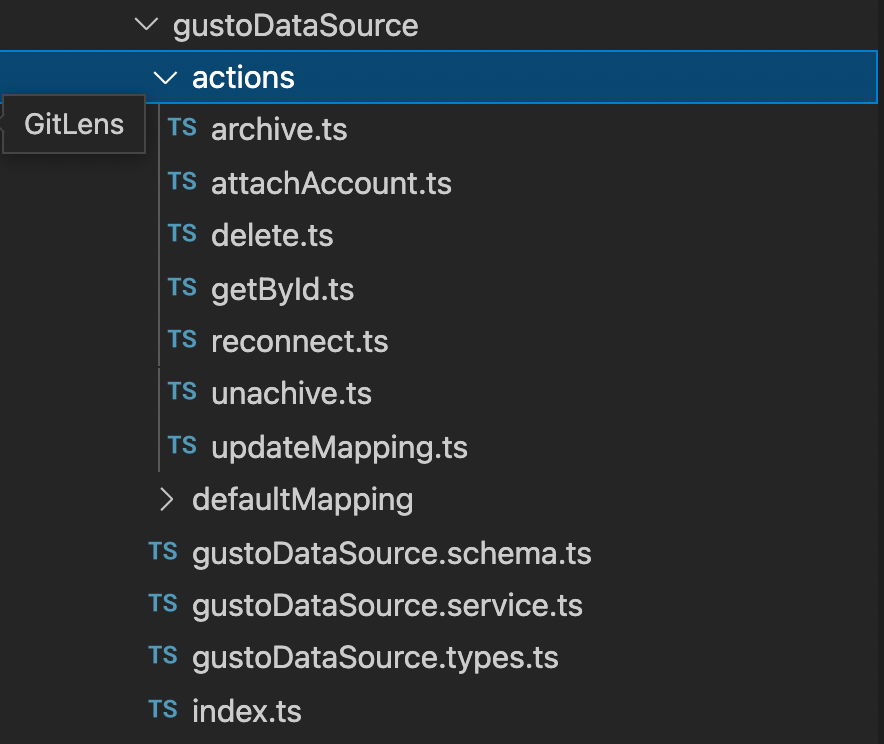 gustoDataSource
actions
GitLens
TS archive.ts
TS attachAccount.ts
TS delete.ts
TS getById.ts
TS reconnect.ts
TS unachive.ts
TS updateMapping.ts
defaultMapping
TS gustoDataSource.schema.ts
TS gustoDataSource.service.ts
TS gustoDataSource.types.ts
TS index.ts